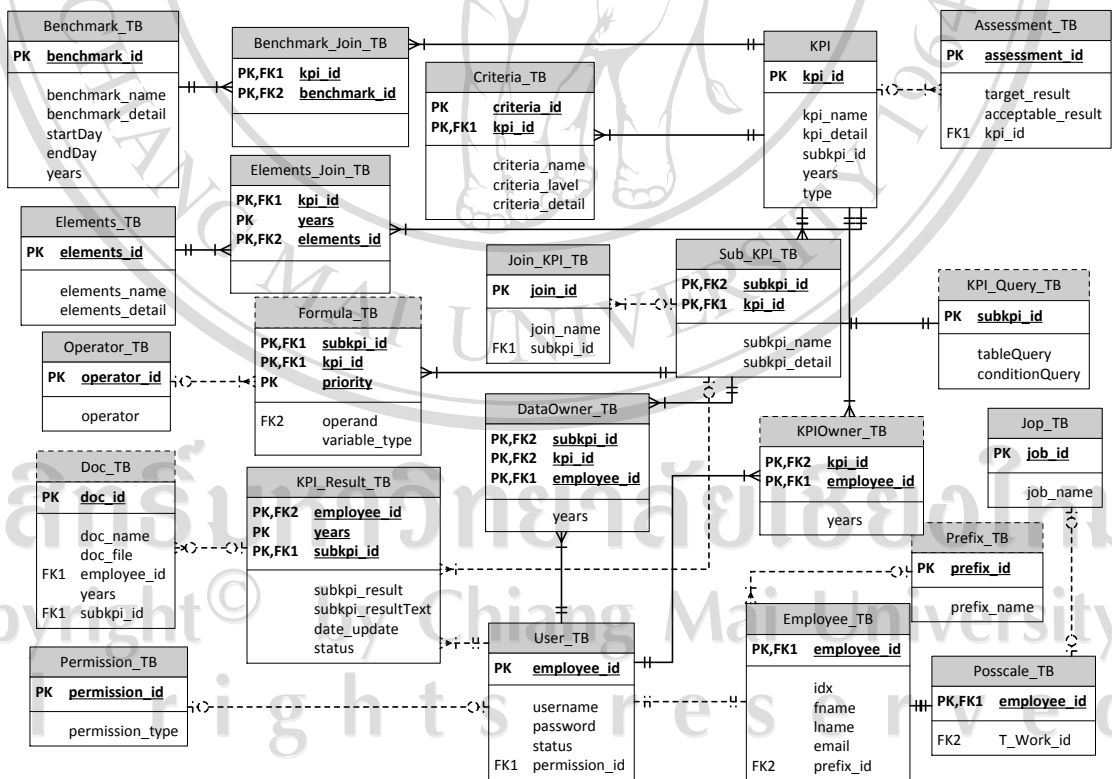 Benchmark_TB
PK benchmark_id
benchmark_name
benchmark_detail
startDay
endDay
years
Benchmark_Join_TB
PK,FK1 kpi_id
PK,FK2 benchmark_id
Criteria_TB
PK criteria_id
PK,FK1 kpi_id
criteria_name
criteria_lavel
criteria_detail
KPI
PK kpi_id
kpi_name
kpi_detail
subkpi_id
years
type
Assessment_TB
PK assessment_id
target_result
acceptable_result
FK1 kpi_id
Elements_TB
PK elements_id
elements_name
elements_detail
Elements_Join_TB
PK,FK1 kpi_id
PK years
PK,FK2 elements_id
Join_KPI_TB
PK join_id
join_name
FK1 subkpi_id
Sub_KPI_TB
PK,FK2 subkpi_id
PK,FK1 kpi_id
subkpi_name
subkpi_detail
KPI_Query_TB
PK subkpi_id
tableQuery
conditionQuery
Operator_TB
PK operator_id
operator
Formula_TB
PK,FK1 subkpi_id
PK,FK1 kpi_id
PK priority
FK2 operand
variable_type
DataOwner_TB
PK,FK2 subkpi_id
PK,FK2 kpi_id
PK,FK1 employee_id
years
KPIOwner_TB
PK,FK2 kpi_id
PK,FK1 employee_id
years
Jop_TB
PK job_id
job_name
Doc_TB
PK doc_id
doc_name
doc_file
FK1 employee_id
years
FK1 subkpi_id
KPI_Result_TB
PK,FK2 employee_id
PK years
PK,FK1 subkpi_id
subkpi_result
subkpi_resultText
date_update
status
Prefix_TB
PK prefix_id
prefix_name
Permission_TB
PK permission_id
permission_type
User_TB
PK employee_id
username
password
status
FK1 permission_id
Employee_TB
PK,FK1 employee_id
idx
fname
lname
email
FK2 prefix_id
Posscale_TB
PK,FK1 employee_id
FK2 T_Work_id
CHIANG MAI UNIVERSITY 1964
Copyright © by Chiang Mai University
rights reserved